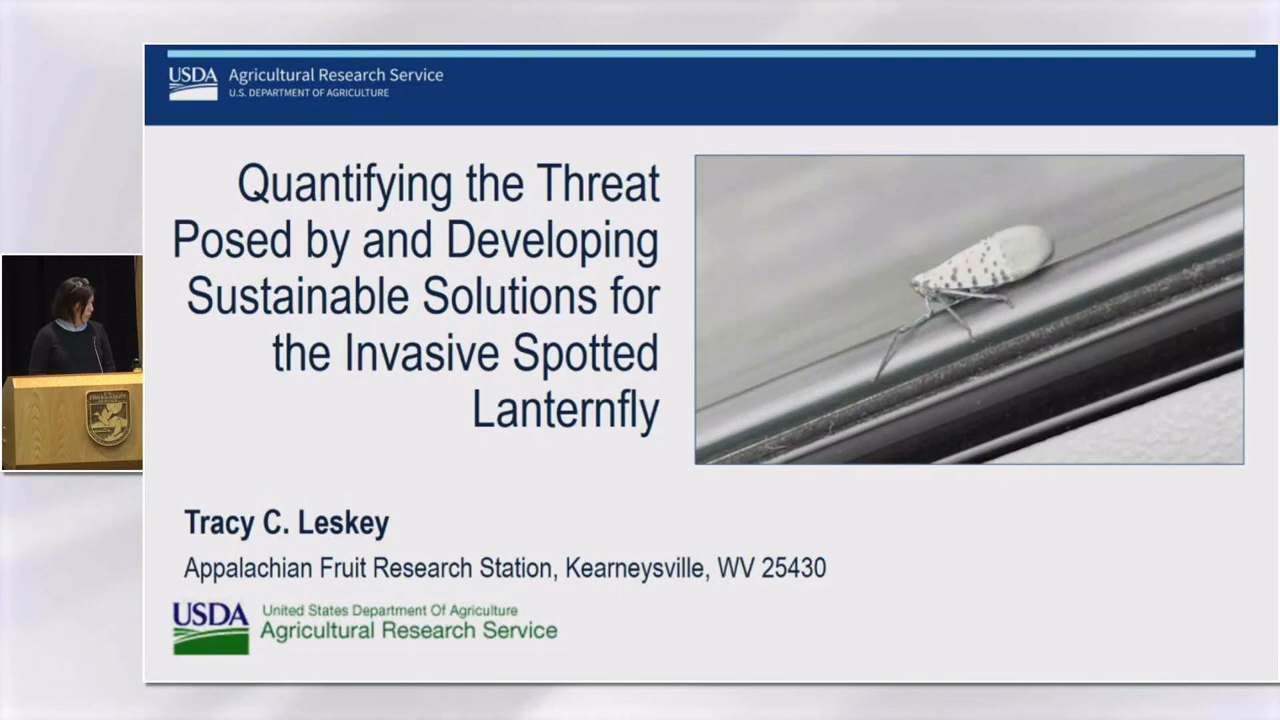 USDA Agricultural Research Service
U.S. DEPARTMENT OF AGRICULTURE
Quantifying the Threat
Posed by and Developing
Sustainable Solutions for
the Invasive Spotted
Lanternfly
Tracy C. Leskey
Appalachian Fruit Research Station, Kearneysville, WV 25430
USDA United States Department Of Agriculture
Agricultural Research Service